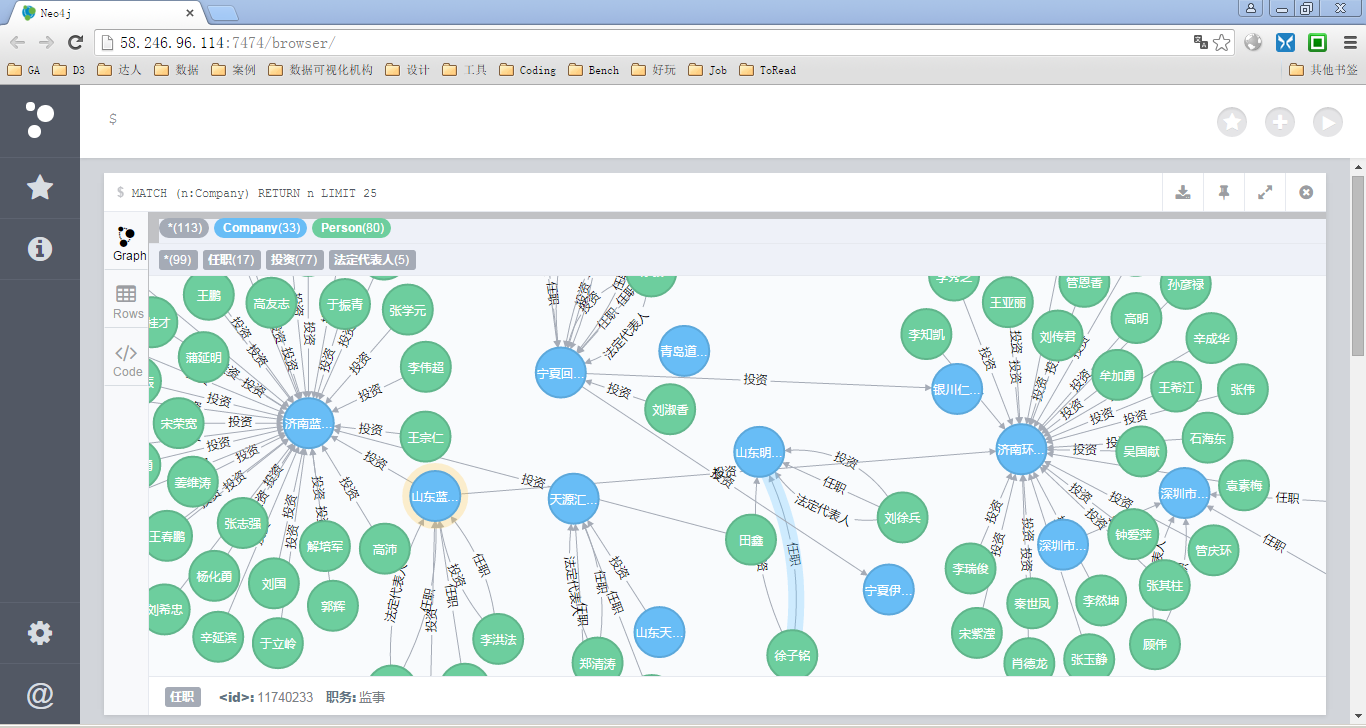 Neo4j
58.246.96.114:7474/browser/
GA D3 达人 数据 案例 数据可视化机构 设计 工具 Coding Bench 好玩 Job ToRead 其他书签
$
$ MATCH (n:Company) RETURN n LIMIT 25
*(113) Company(33) Person(80)
*(99) 任职(17) 投资(77) 法定代表人(5)
Graph
Rows
Code
王鹏
高友志
于振青
张学元
蒲延明
李伟超
宋荣宽
济南蓝...
王宗仁
姜维涛
山东蓝...
张志强
王春鹏
解培军
高沛
杨化勇
刘国
刘希忠
郭辉
辛延滨
于立岭
李洪法
宁夏回...
青岛道...
刘淑香
天源汇...
山东明...
田鑫
刘徐兵
宁夏伊...
山东天...
郑清涛
徐子铭
王亚丽
管恩香
孙彦禄
李知凯
刘传君
高明
辛成华
银川仁...
牟加勇
王希江
张伟
济南环...
吴国献
石海东
深圳市...
袁素梅
深圳市...
钟爱萍
管庆环
李瑞俊
张其柱
秦世凤
李然坤
宋紫滢
顾伟
肖德龙
张玉静
投资
任职
法定代表人
任职 <id>: 11740233 职务: 监事
@